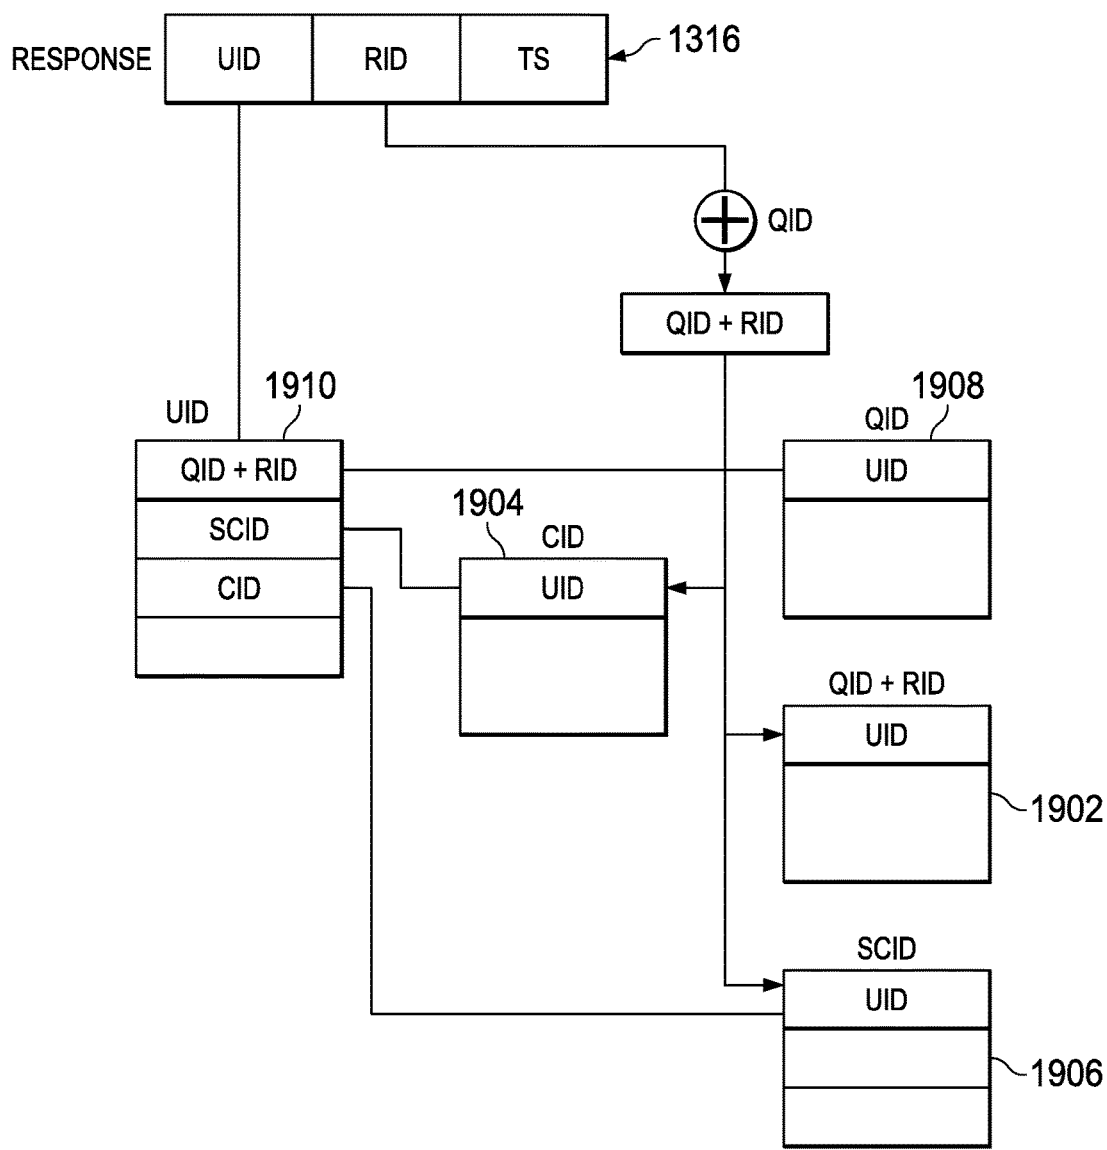 RESPONSE UID RID TS 1316
QID
QID + RID
UID 1910
QID + RID
SCID
CID
1904
CID
UID
1908
QID
UID
QID + RID
UID
1902
SCID
UID
1906